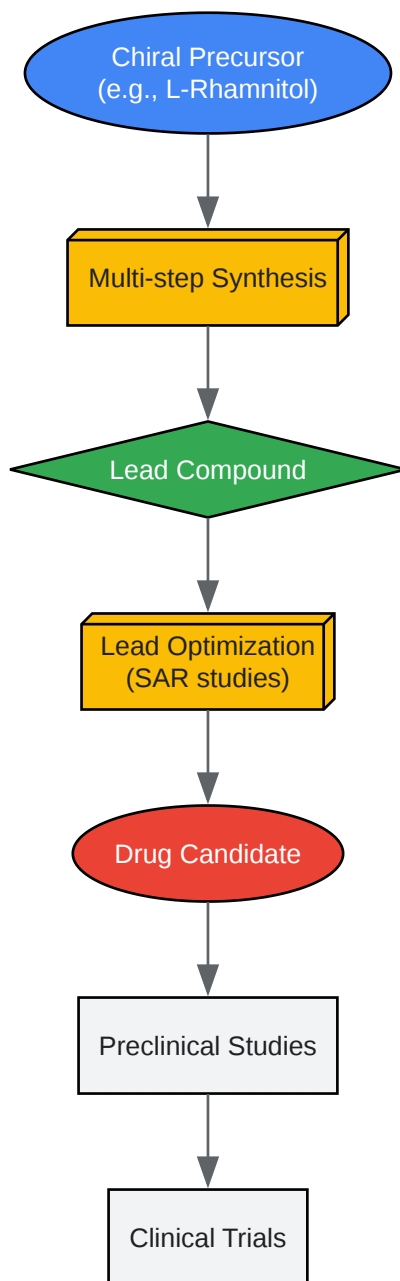 Chiral Precursor
(e.g., L-Rhamnitol)
Multi-step Synthesis
Lead Compound
Lead Optimization
(SAR studies)
Drug Candidate
Preclinical Studies
Clinical Trials